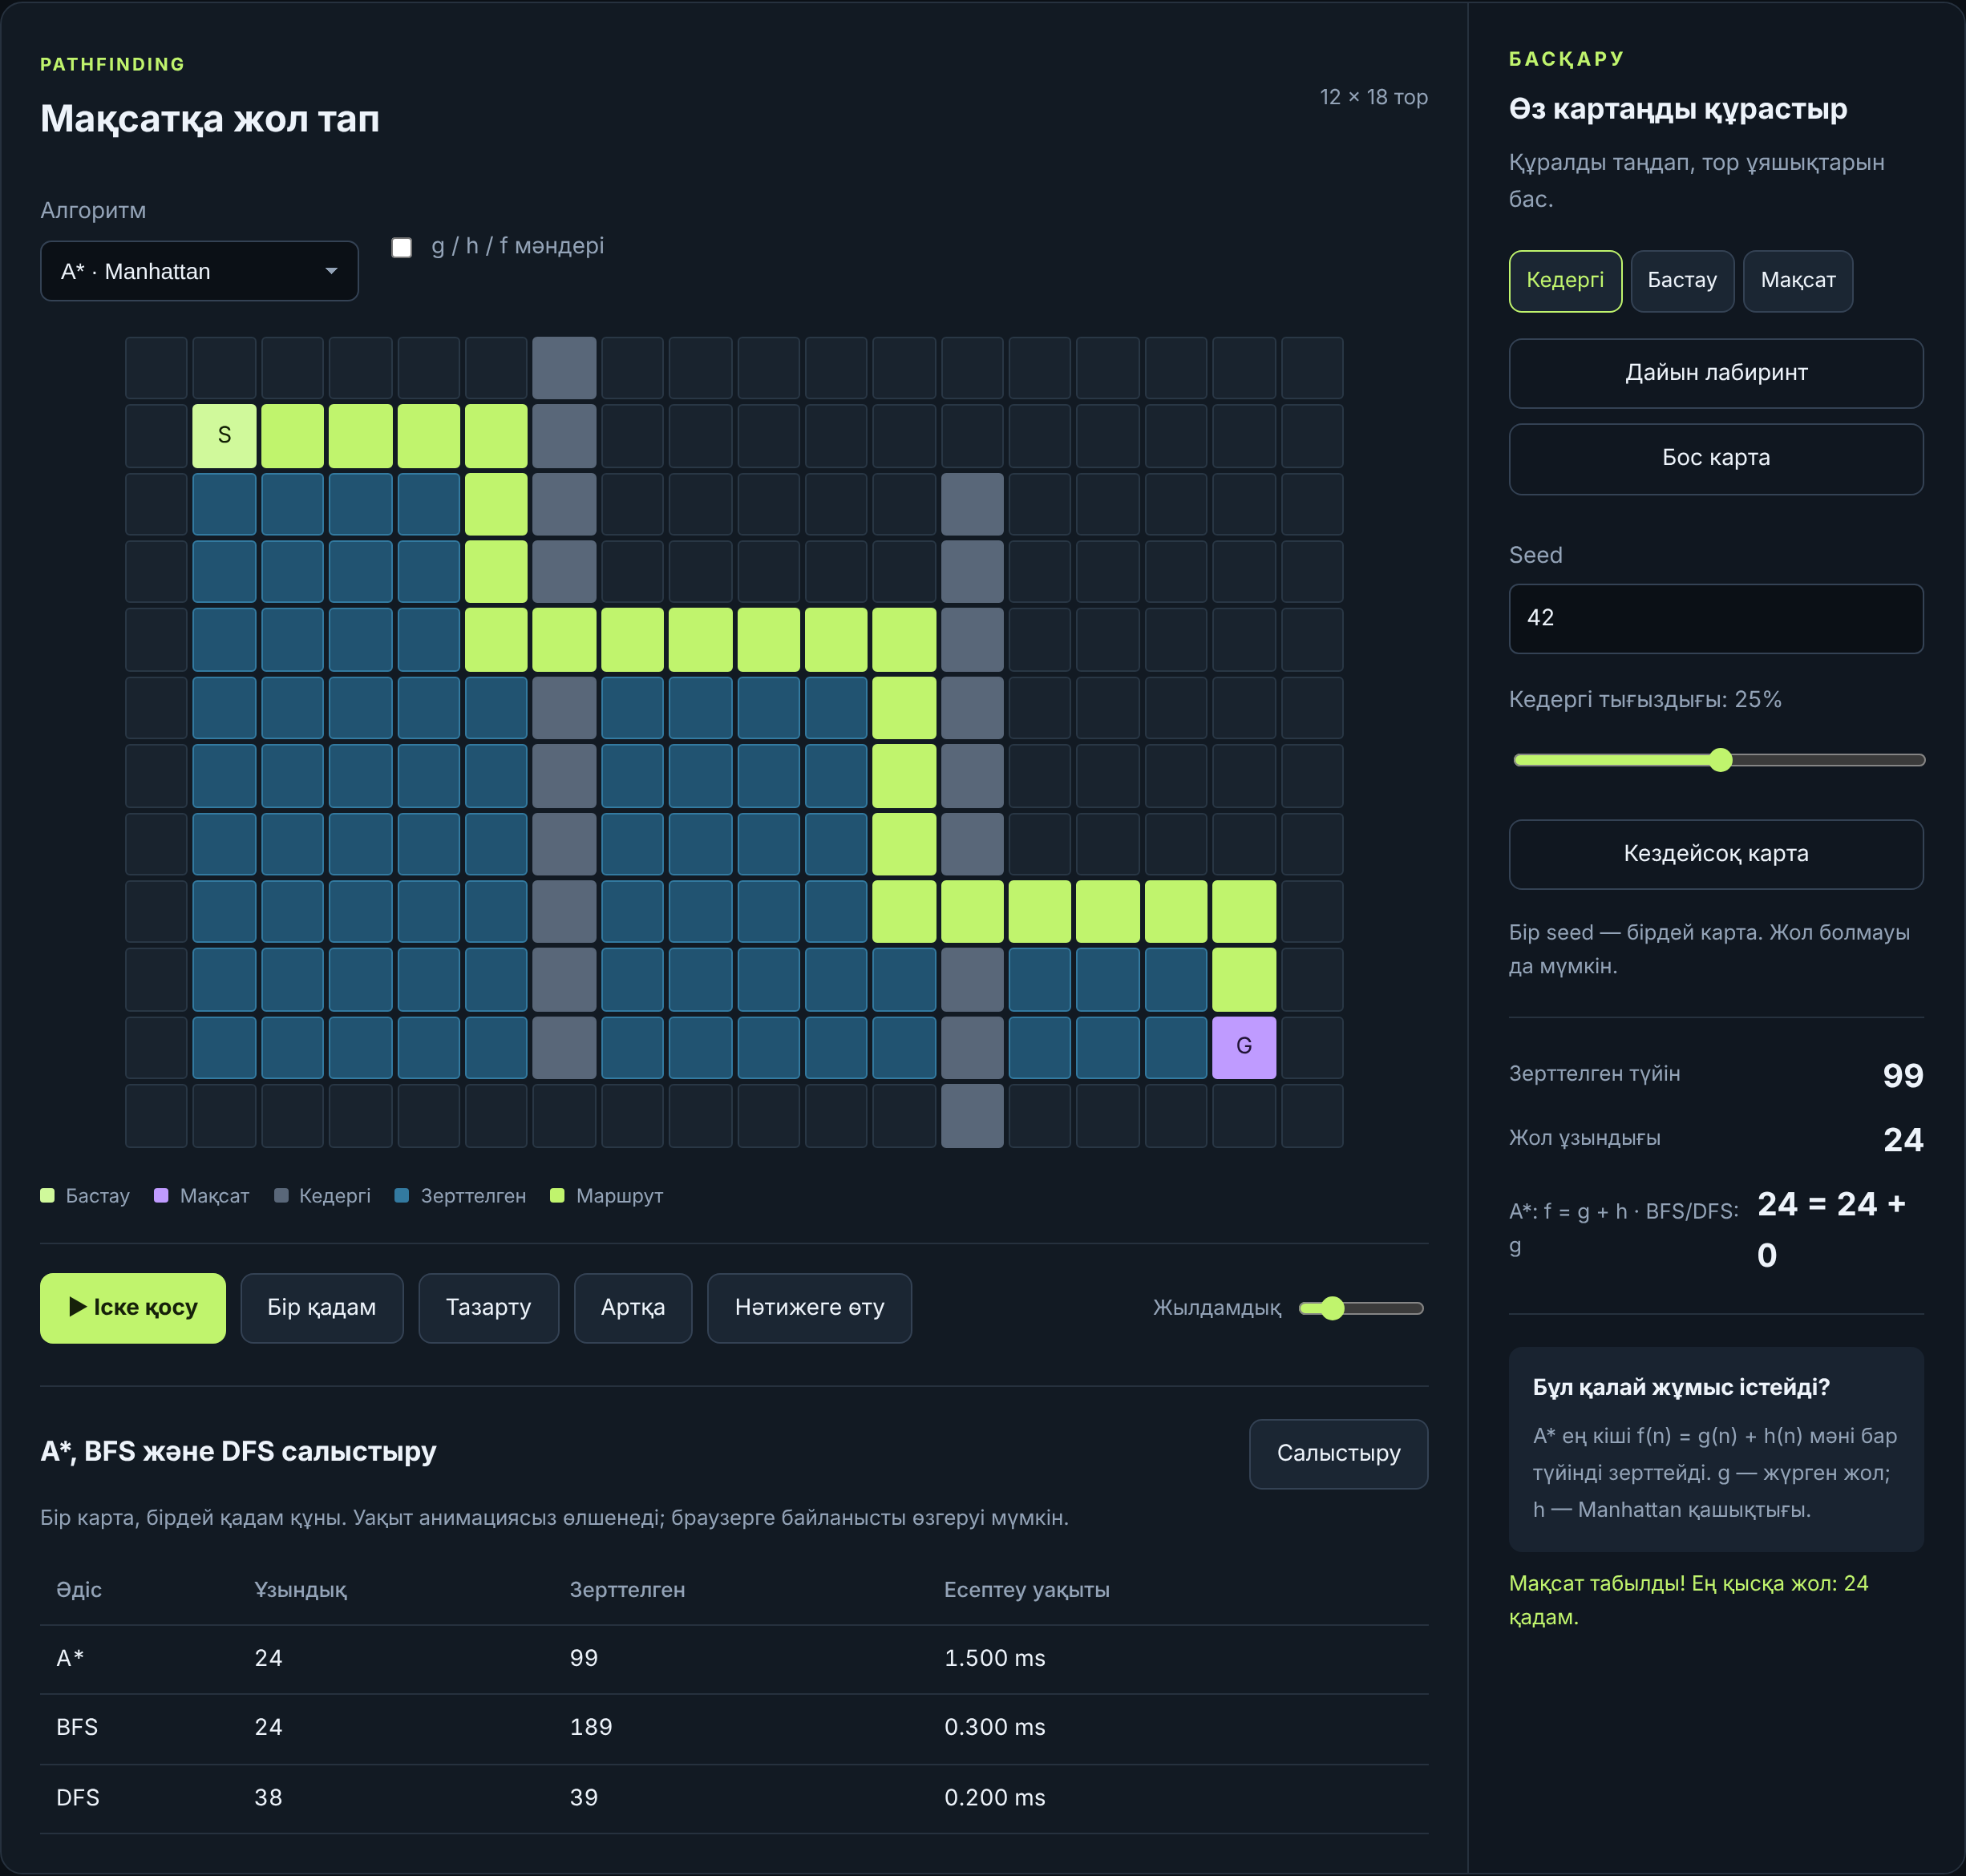 PATHFINDING
Мақсатқа жол тап
12 × 18 тор
Алгоритм
A* · Manhattan
g / h / f мәндері
S
G
Бастау
Мақсат
Кедергі
Зерттелген
Маршрут
▶ Іске қосу
Бір қадам
Тазарту
Артқа
Нәтижеге өту
Жылдамдық
A*, BFS және DFS салыстыру
Салыстыру
Бір карта, бірдей қадам құны. Уақыт анимациясыз өлшенеді; браузерге байланысты өзгеруі мүмкін.
Әдіс Ұзындық Зерттелген Есептеу уақыты
A* 24 99 1.500 ms
BFS 24 189 0.300 ms
DFS 38 39 0.200 ms
БАСҚАРУ
Өз картаңды құрастыр
Құралды таңдап, тор ұяшықтарын
бас.
Кедергі
Бастау
Мақсат
Дайын лабиринт
Бос карта
Seed
42
Кедергі тығыздығы: 25%
Кездейсоқ карта
Бір seed — бірдей карта. Жол болмауы
да мүмкін.
Зерттелген түйін 99
Жол ұзындығы 24
A*: f = g + h · BFS/DFS:
g
24 = 24 +
0
Бұл қалай жұмыс істейді?
A* ең кіші f(n) = g(n) + h(n) мәні бар
түйінді зерттейді. g — жүрген жол;
h — Manhattan қашықтығы.
Мақсат табылды! Ең қысқа жол: 24
қадам.